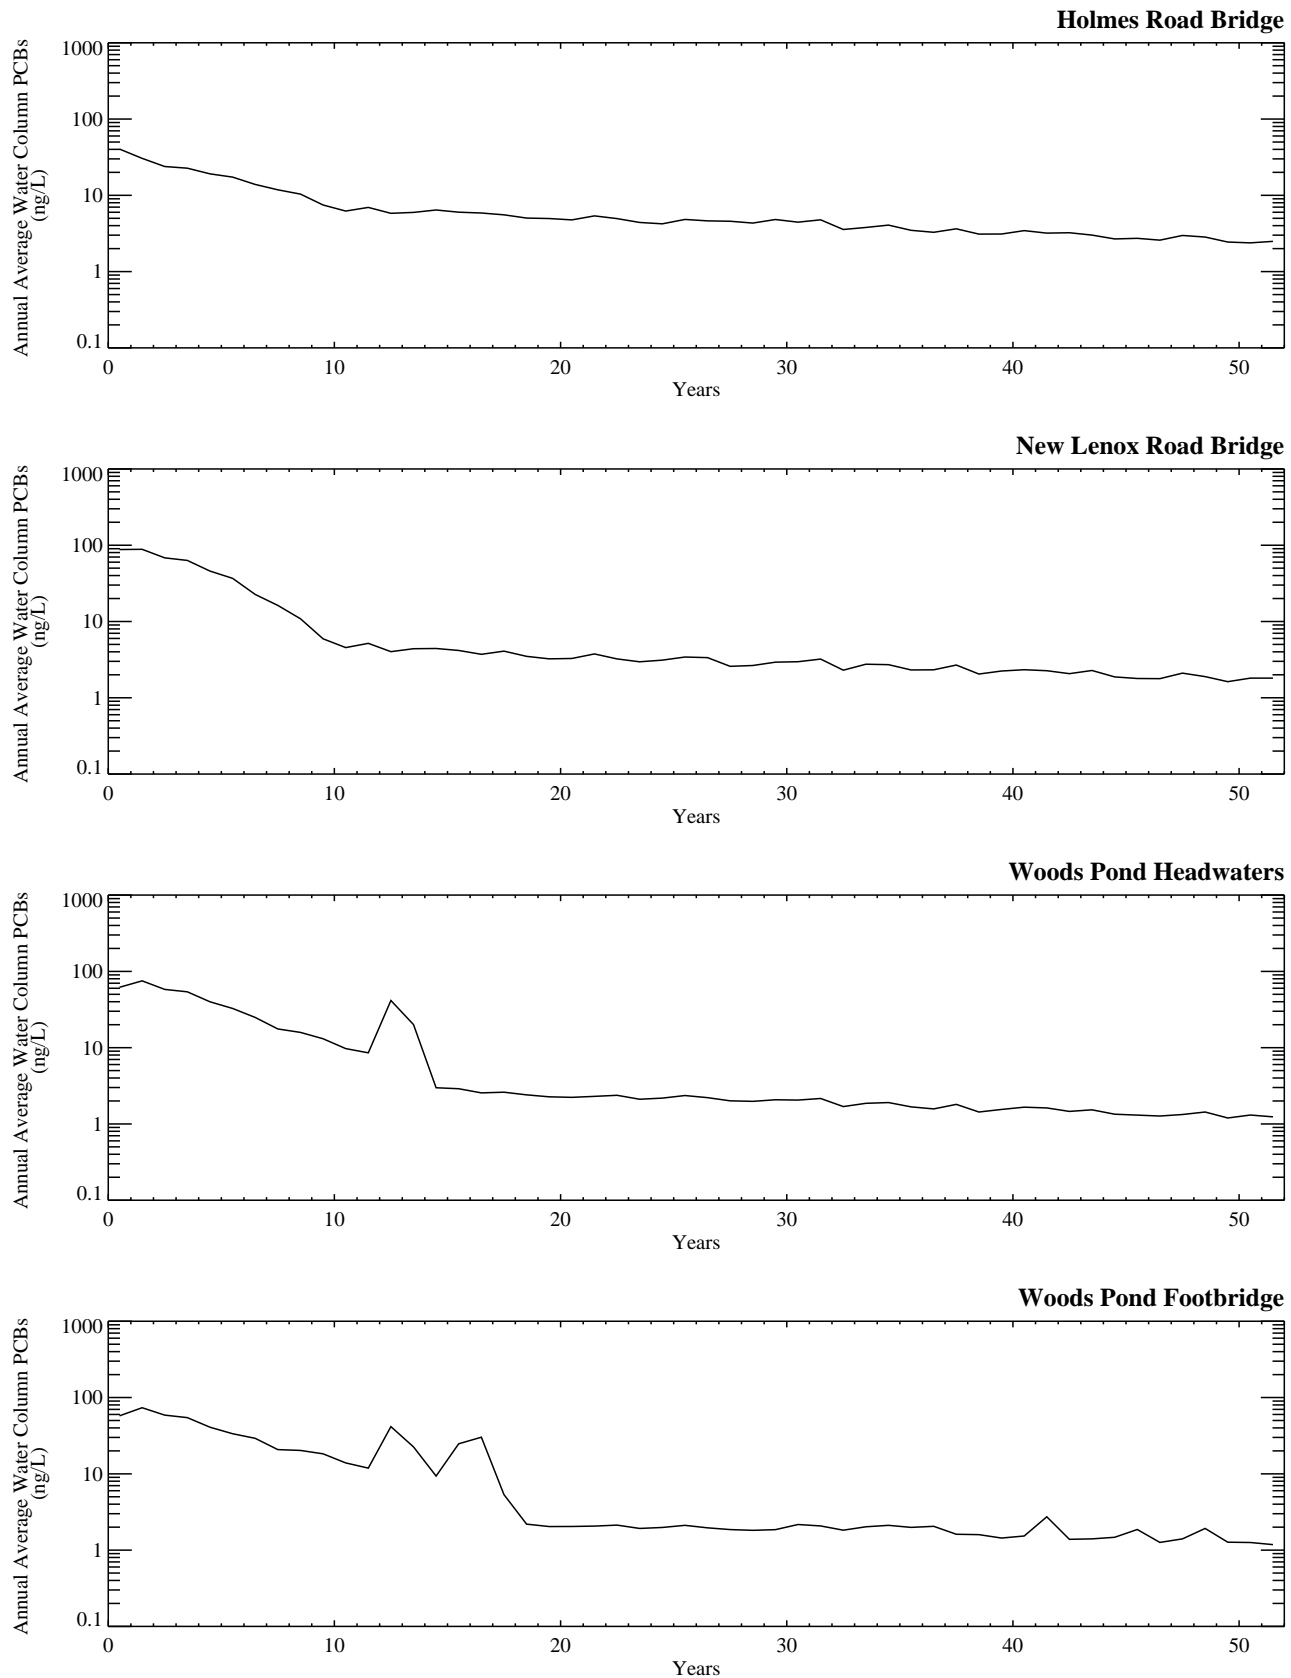 Holmes Road Bridge
Annual Average Water Column PCBs
(ng/L)
1000
100
10
1
0.1
0 10 20 30 40 50
Years
New Lenox Road Bridge
Annual Average Water Column PCBs
(ng/L)
1000
100
10
1
0.1
0 10 20 30 40 50
Years
Woods Pond Headwaters
Annual Average Water Column PCBs
(ng/L)
1000
100
10
1
0.1
0 10 20 30 40 50
Years
Woods Pond Footbridge
Annual Average Water Column PCBs
(ng/L)
1000
100
10
1
0.1
0 10 20 30 40 50
Years